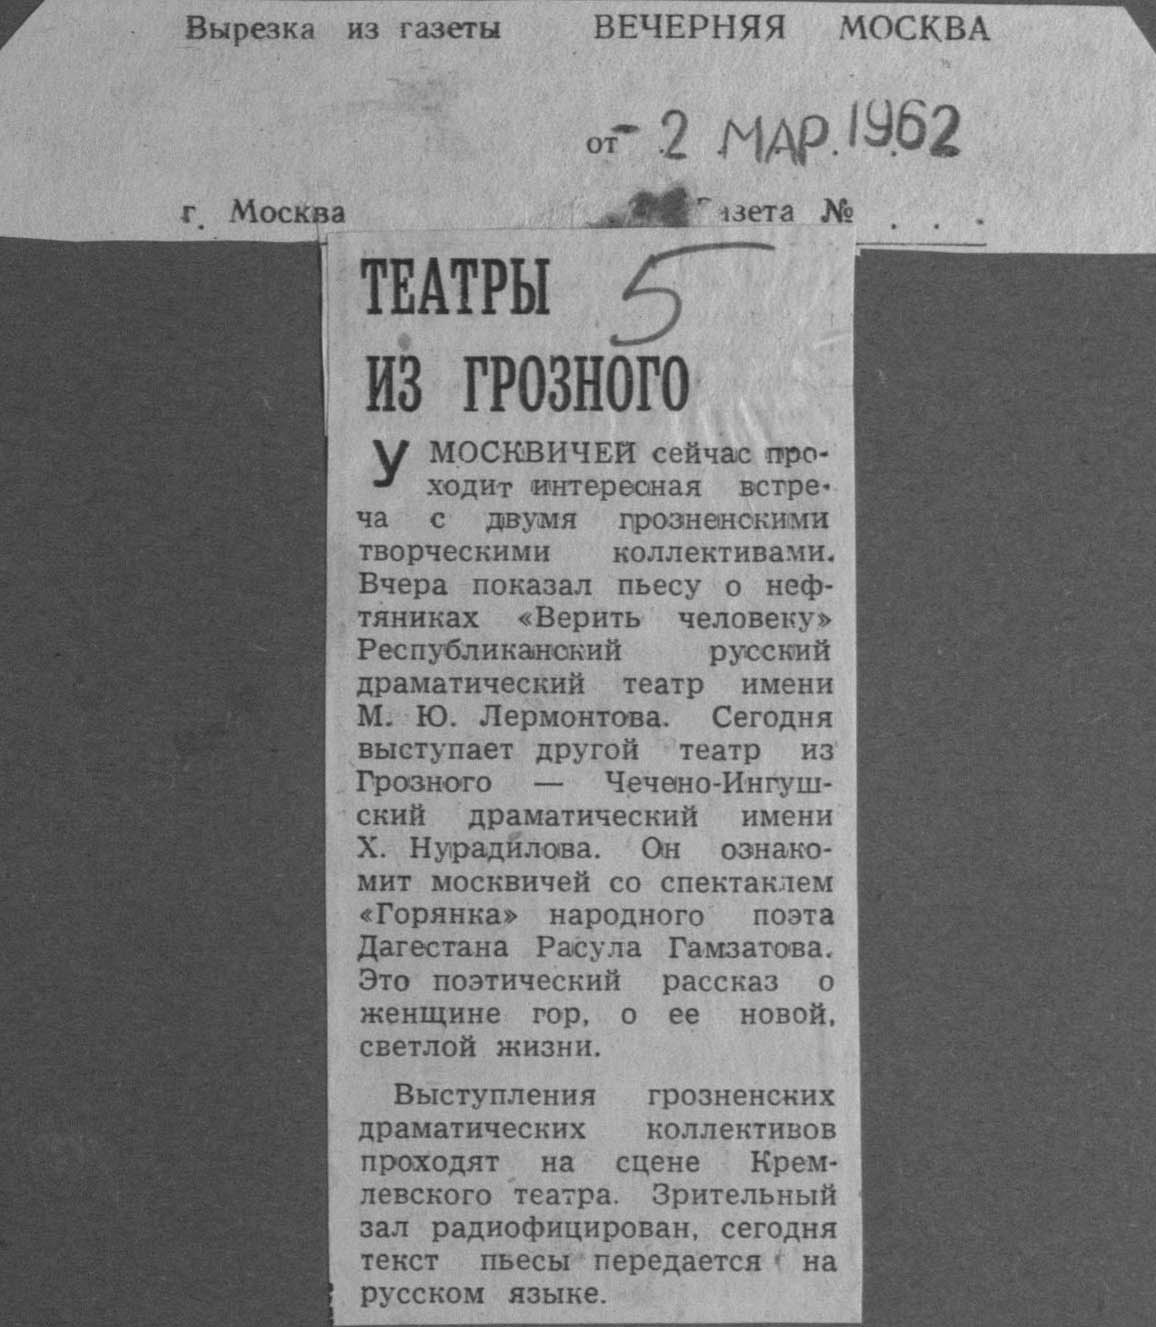 Вырезка из газеты ВЕЧЕРНЯЯ МОСКВА
от - 2 МАР. 1962
г. Москва Газета № . . .
ТЕАТРЫ 5
ИЗ ГРОЗНОГО
У МОСКВИЧЕЙ сейчас про-
ходит интересная встре-
ча с двумя грозненскими
творческими коллективами.
Вчера показал пьесу о неф-
тяниках «Верить человеку»
Республиканский русский
драматический театр имени
М. Ю. Лермонтова. Сегодня
выступает другой театр из
Грозного — Чечено-Ингуш-
ский драматический имени
Х. Нурадилова. Он ознако-
мит москвичей со спектаклем
«Горянка» народного поэта
Дагестана Расула Гамзатова.
Это поэтический рассказ о
женщине гор, о ее новой,
светлой жизни.
Выступления грозненских
драматических коллективов
проходят на сцене Крем-
левского театра. Зрительный
зал радиофицирован, сегодня
текст пьесы передается на
русском языке.